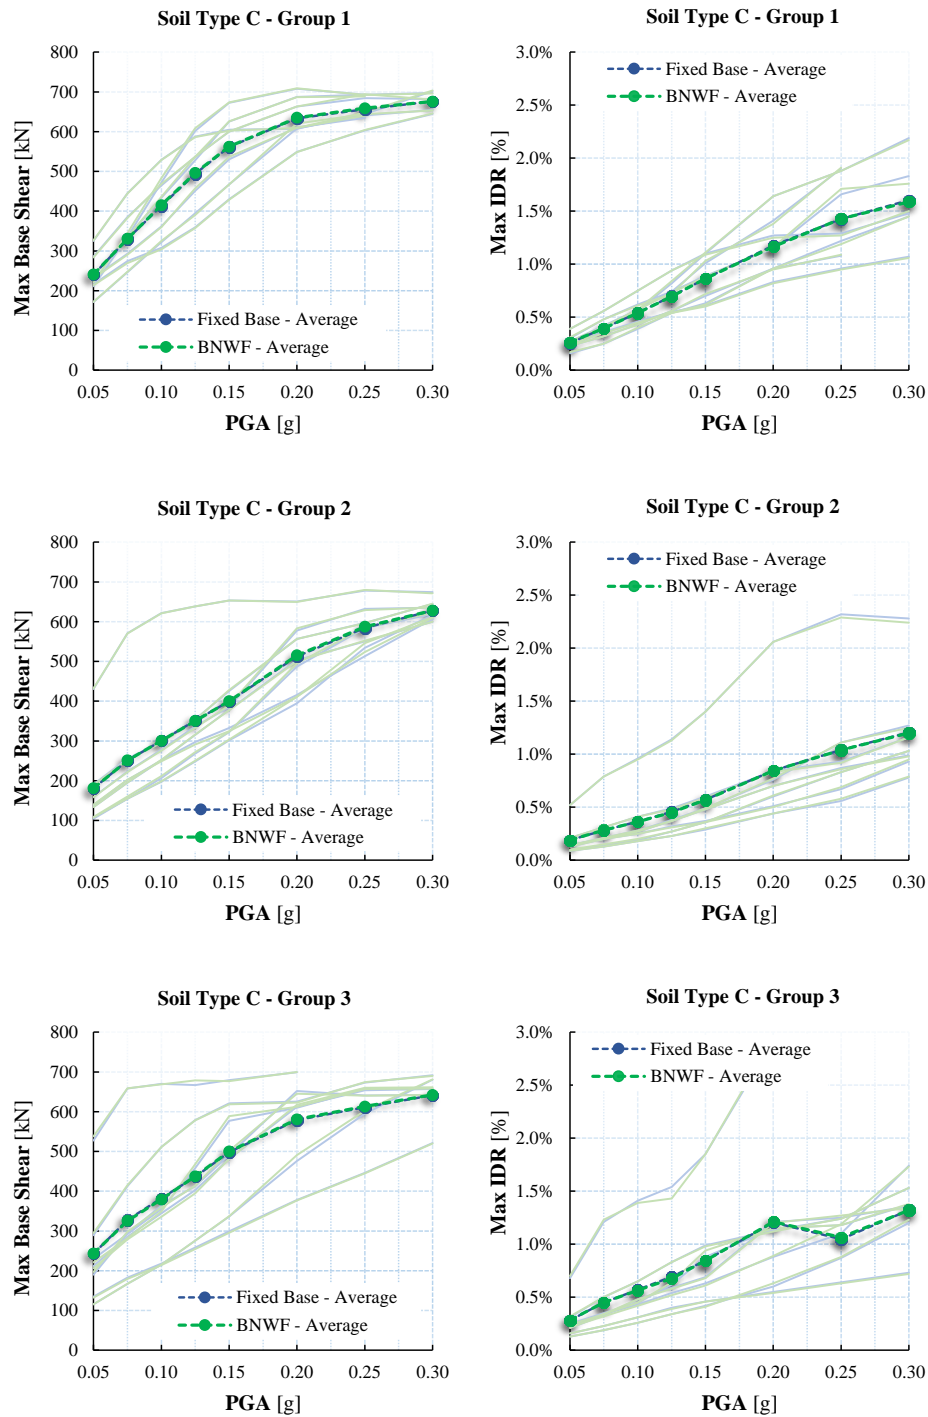 Soil Type C - Group 1
Max Base Shear [kN]
800
700
600
500
400
300
200
100
0
Fixed Base - Average
BNWF - Average
0.05 0.10 0.15 0.20 0.25 0.30
PGA [g]
Soil Type C - Group 1
Max IDR [%]
3.0%
2.5%
2.0%
1.5%
1.0%
0.5%
0.0%
Fixed Base - Average
BNWF - Average
0.05 0.10 0.15 0.20 0.25 0.30
PGA [g]
Soil Type C - Group 2
Max Base Shear [kN]
800
700
600
500
400
300
200
100
0
Fixed Base - Average
BNWF - Average
0.05 0.10 0.15 0.20 0.25 0.30
PGA [g]
Soil Type C - Group 2
Max IDR [%]
3.0%
2.5%
2.0%
1.5%
1.0%
0.5%
0.0%
Fixed Base - Average
BNWF - Average
0.05 0.10 0.15 0.20 0.25 0.30
PGA [g]
Soil Type C - Group 3
Max Base Shear [kN]
800
700
600
500
400
300
200
100
0
Fixed Base - Average
BNWF - Average
0.05 0.10 0.15 0.20 0.25 0.30
PGA [g]
Soil Type C - Group 3
Max IDR [%]
3.0%
2.5%
2.0%
1.5%
1.0%
0.5%
0.0%
Fixed Base - Average
BNWF - Average
0.05 0.10 0.15 0.20 0.25 0.30
PGA [g]